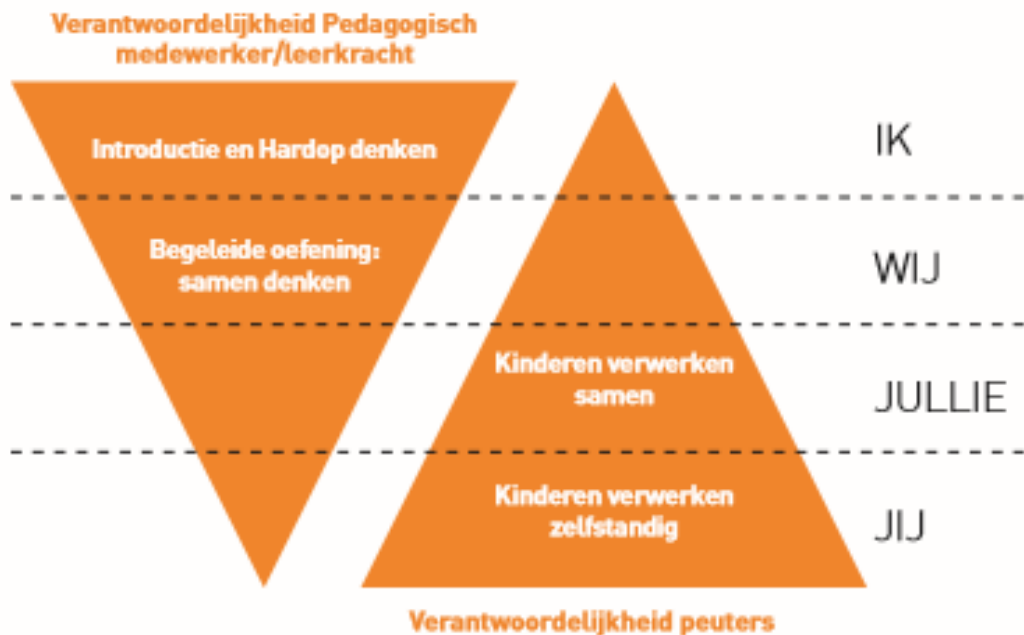 Verantwoordelijkheid Pedagogisch
medewerker/leerkracht
Introductie en Hardop denken
IK
Begeleide oefening:
samen denken
WIJ
Kinderen verwerken
samen
JULLIE
Kinderen verwerken
zelfstandig
JIJ
Verantwoordelijkheid peuters